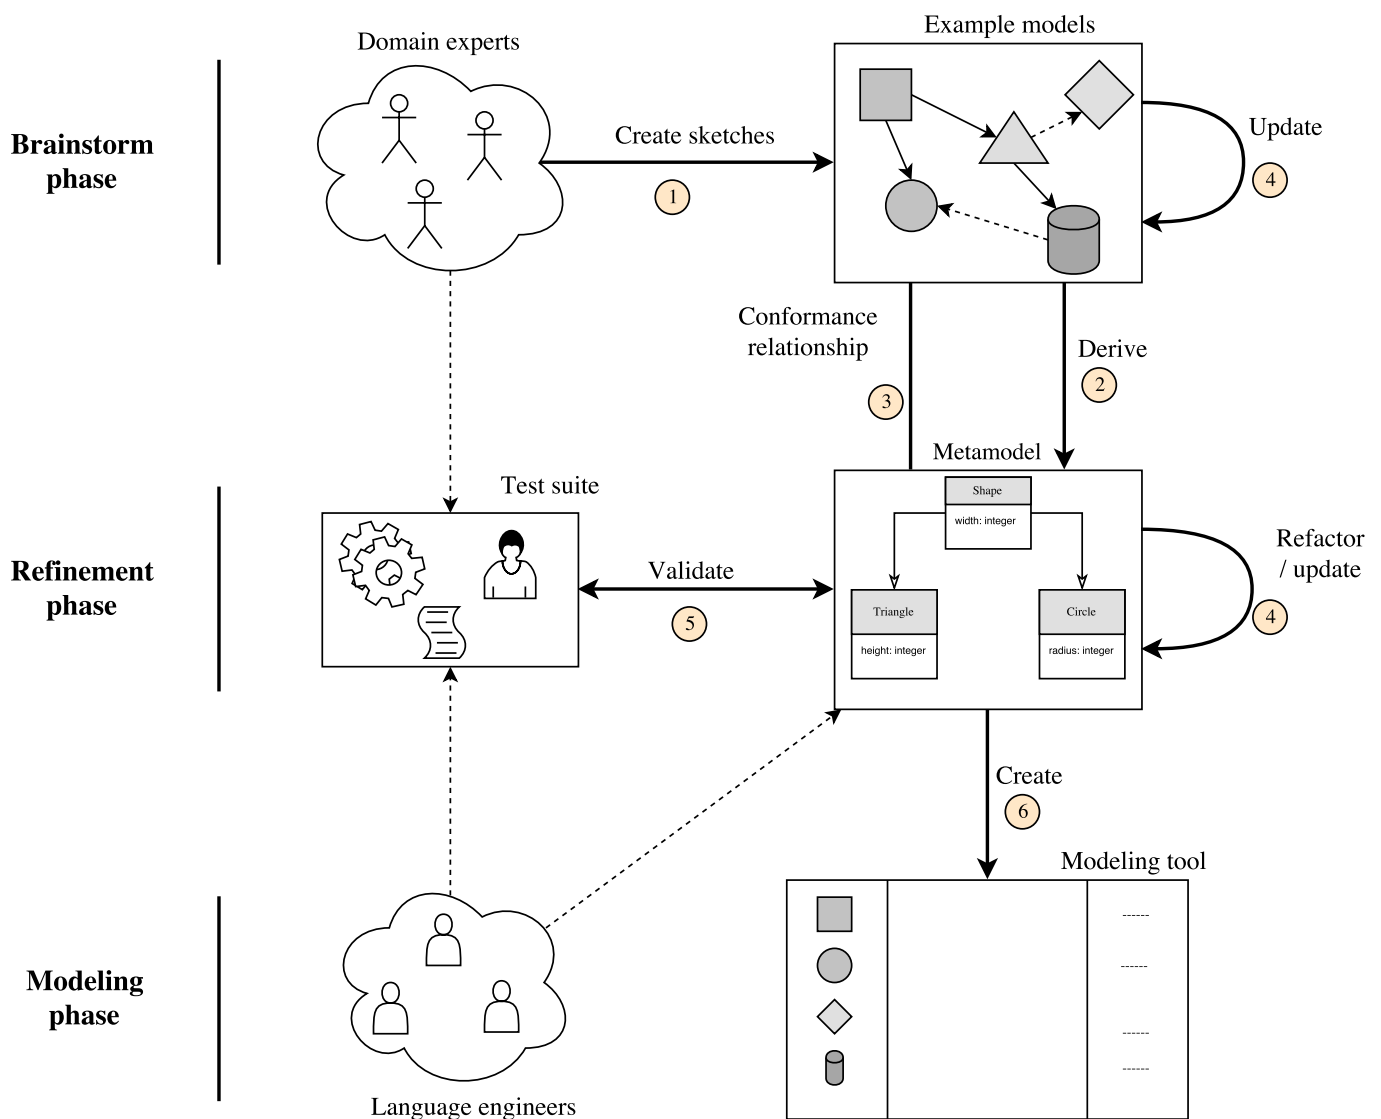 Example models
Domain experts
Brainstorm
phase
Create sketches
1
Update
4
Conformance
relationship
Derive
2
3
Metamodel
Test suite
Shape
width: integer
Refinement
phase
Validate
5
Triangle
height: integer
Circle
radius: integer
Refactor
/ update
4
Create
6
Modeling tool
------
------
------
------
Modeling
phase
Language engineers